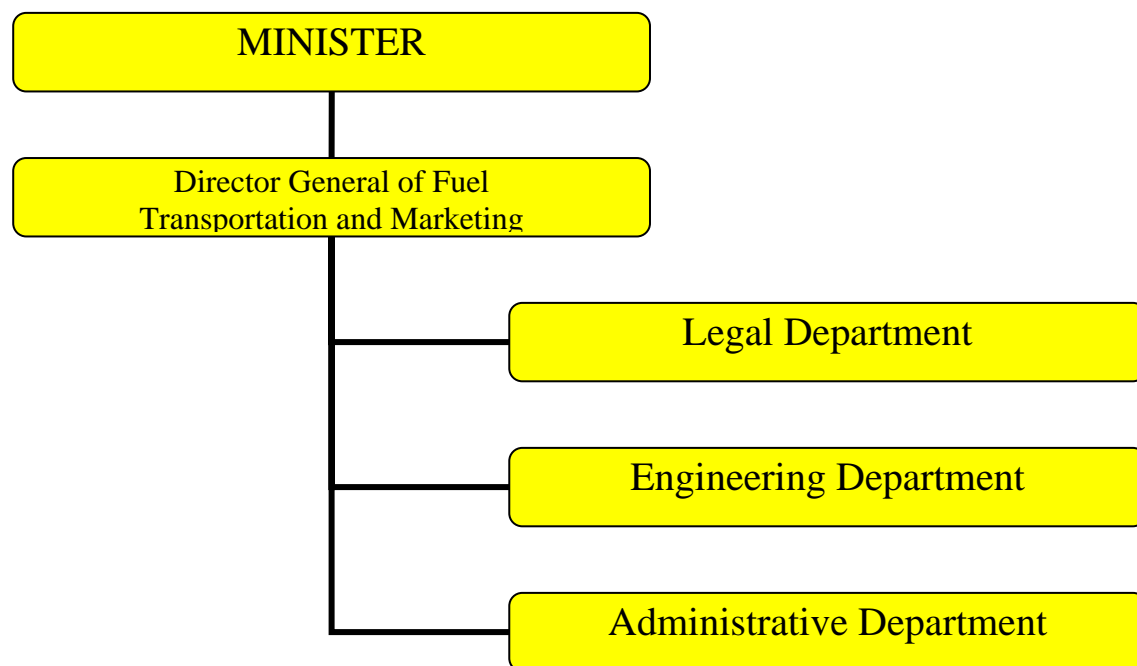 MINISTER
Director General of Fuel
Transportation and Marketing
Legal Department
Engineering Department
Administrative Department